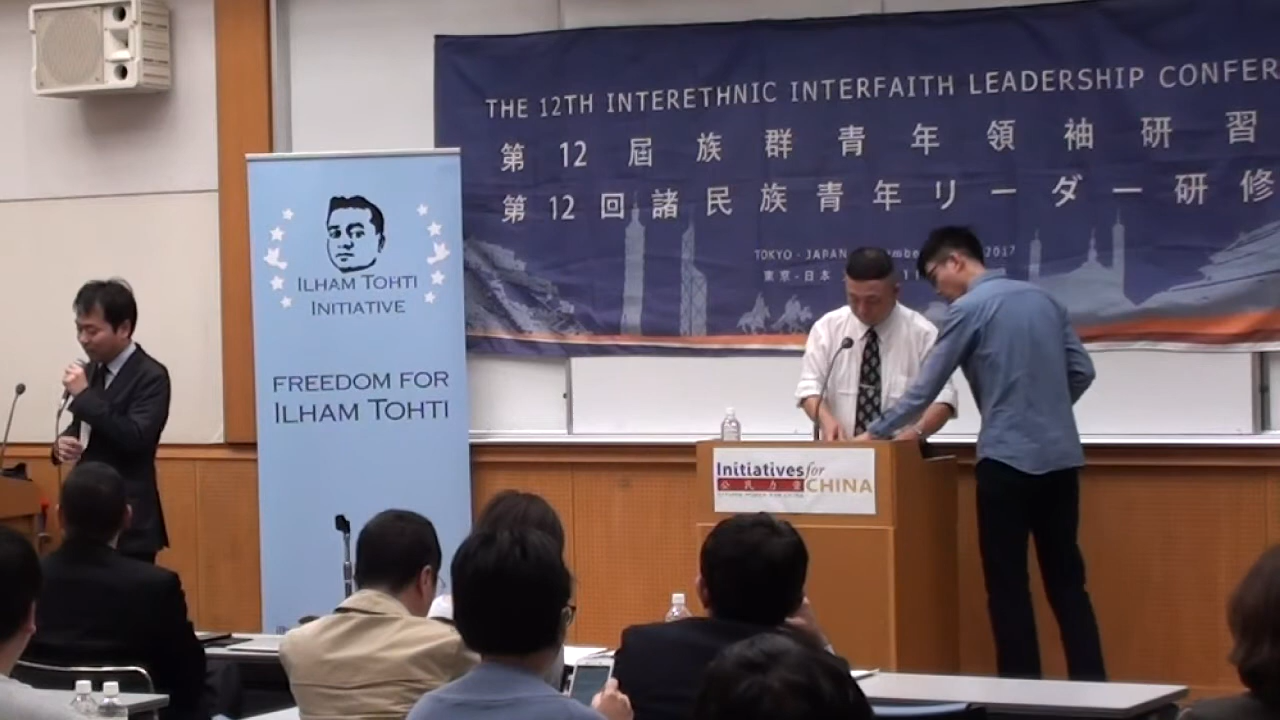 THE 12TH INTERETHNIC INTERFAITH LEADERSHIP CONFER
第 12 屆 族 群 青 年 領 袖 研 習
第 12 回 諸 民 族 青 年 リ ー ダ ー 研 修
TOKYO - JAPAN 2017
東京 - 日本
ILHAM TOHTI
INITIATIVE
FREEDOM FOR
ILHAM TOHTI
Initiatives for
公民力量 CHINA